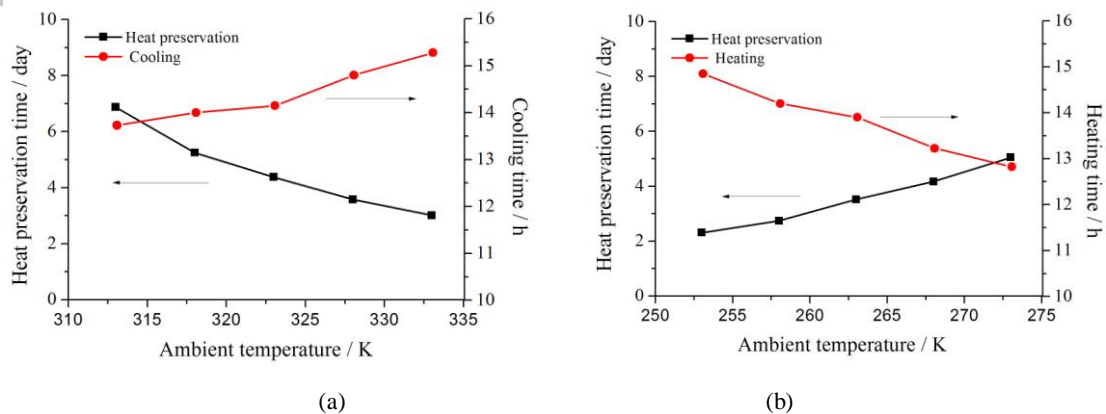 Heat preservation
Cooling
Heat preservation time / day
10
8
6
4
2
0
16
15
14
13
12
11
10
Cooling time / h
310 315 320 325 330 335
Ambient temperature / K
(a)
Heat preservation
Heating
Heat preservation time / day
10
8
6
4
2
0
16
15
14
13
12
11
10
Heating time / h
250 255 260 265 270 275
Ambient temperature / K
(b)